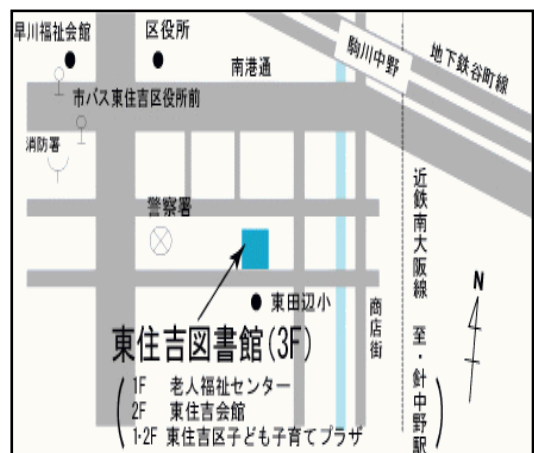 早川福祉会館
区役所
南港通
駒川中野
地下鉄谷町線
市バス東住吉区役所前
消防署
警察署
近鉄南大阪線 至・針中野駅
N
東田辺小
商店街
東住吉図書館(3F)
1F 老人福祉センター
2F 東住吉会館
1・2F 東住吉区子ども子育てプラザ